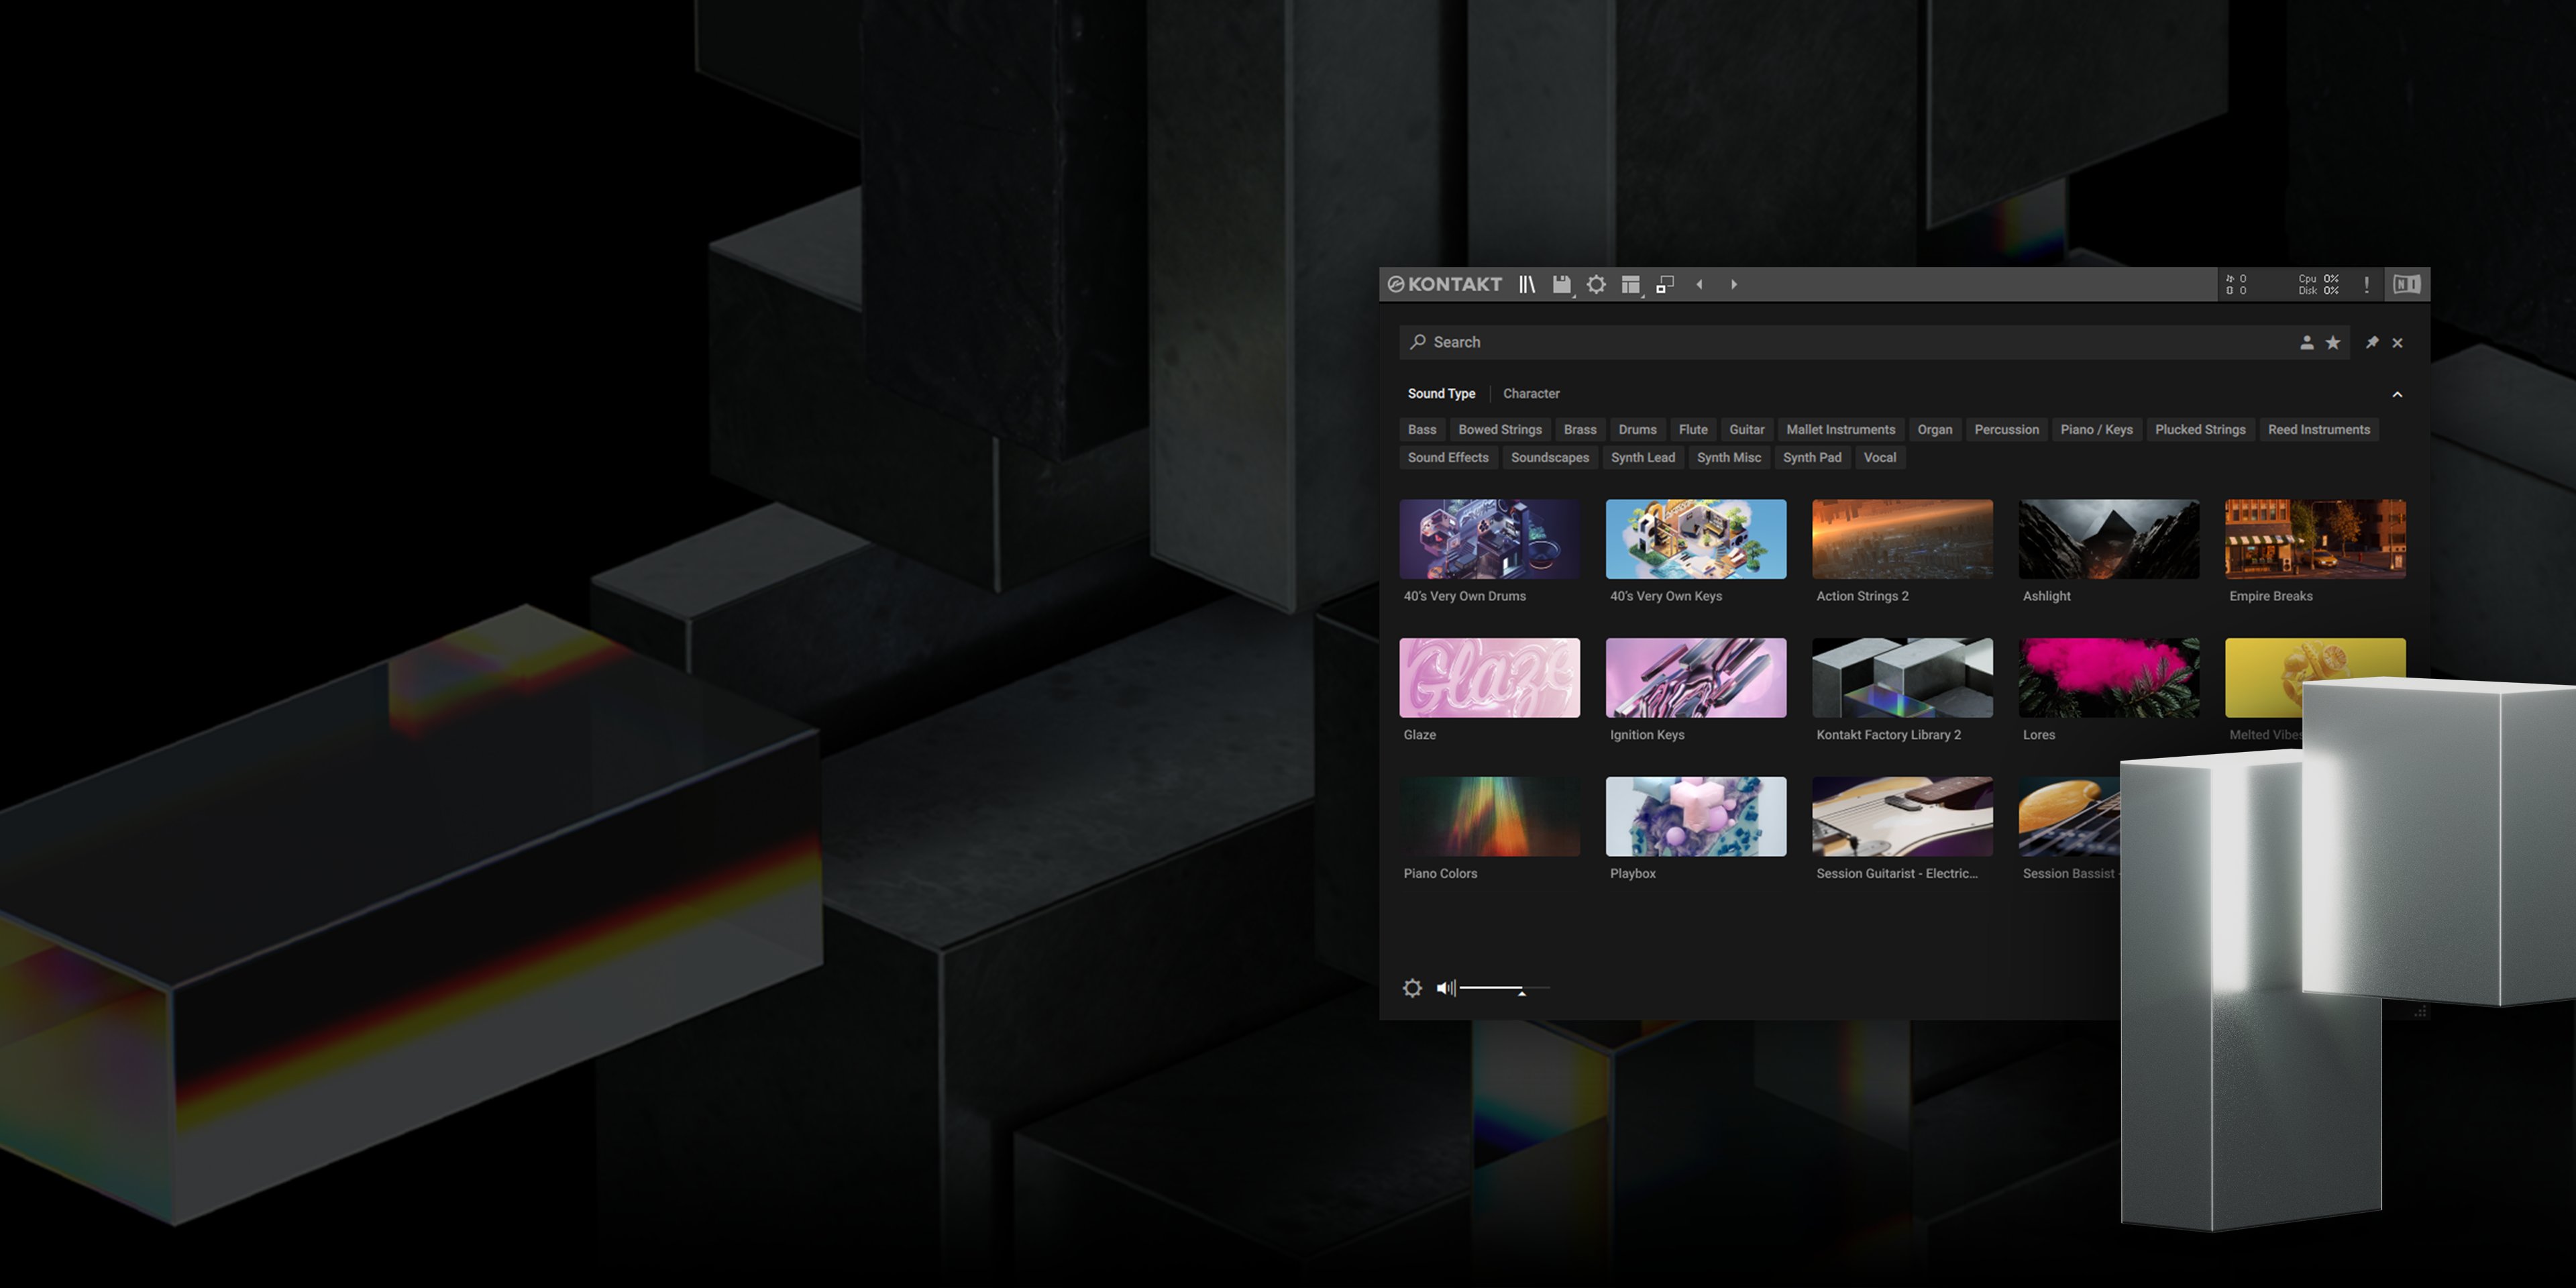 KONTAKT
0
0
Cpu 0%
Disk 0%
!
NI
Search
Sound Type Character
Bass Bowed Strings Brass Drums Flute Guitar Mallet Instruments Organ Percussion Piano / Keys Plucked Strings Reed Instruments
Sound Effects Soundscapes Synth Lead Synth Misc Synth Pad Vocal
40's Very Own Drums 40's Very Own Keys Action Strings 2 Ashlight Empire Breaks
Glaze
Glaze Ignition Keys Kontakt Factory Library 2 Lores Melted Vibes
Piano Colors Playbox Session Guitarist - Electric... Session Bassist -